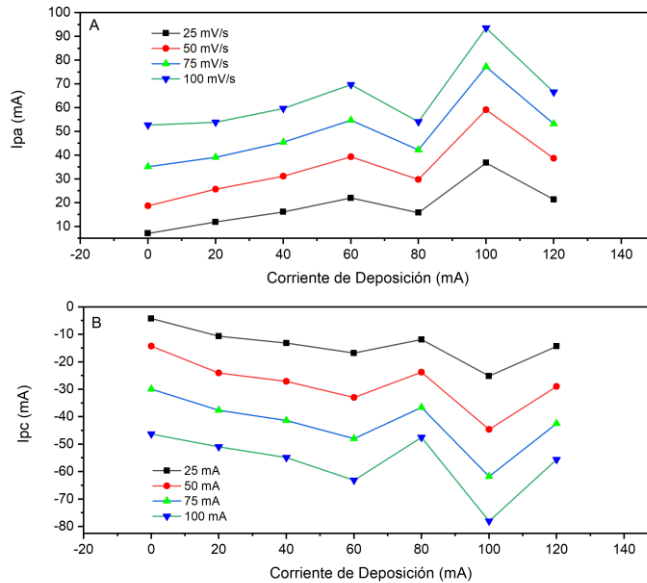 A
25 mV/s
50 mV/s
75 mV/s
100 mV/s
100
90
80
70
60
50
40
30
20
10
Ipa (mA)
-20 0 20 40 60 80 100 120 140
Corriente de Deposición (mA)
B
0
-10
-20
-30
-40
-50
-60
-70
-80
Ipc (mA)
25 mA
50 mA
75 mA
100 mA
-20 0 20 40 60 80 100 120 140
Corriente de Deposición (mA)